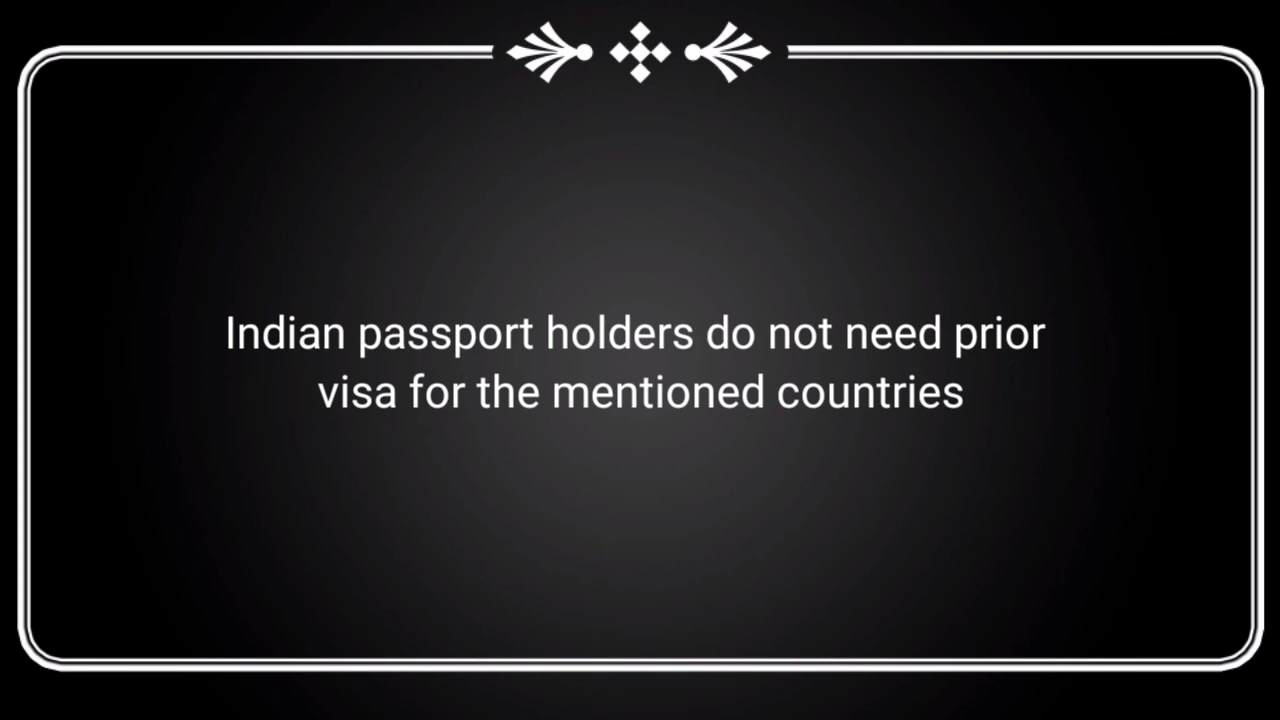 Indian passport holders do not need prior
visa for the mentioned countries